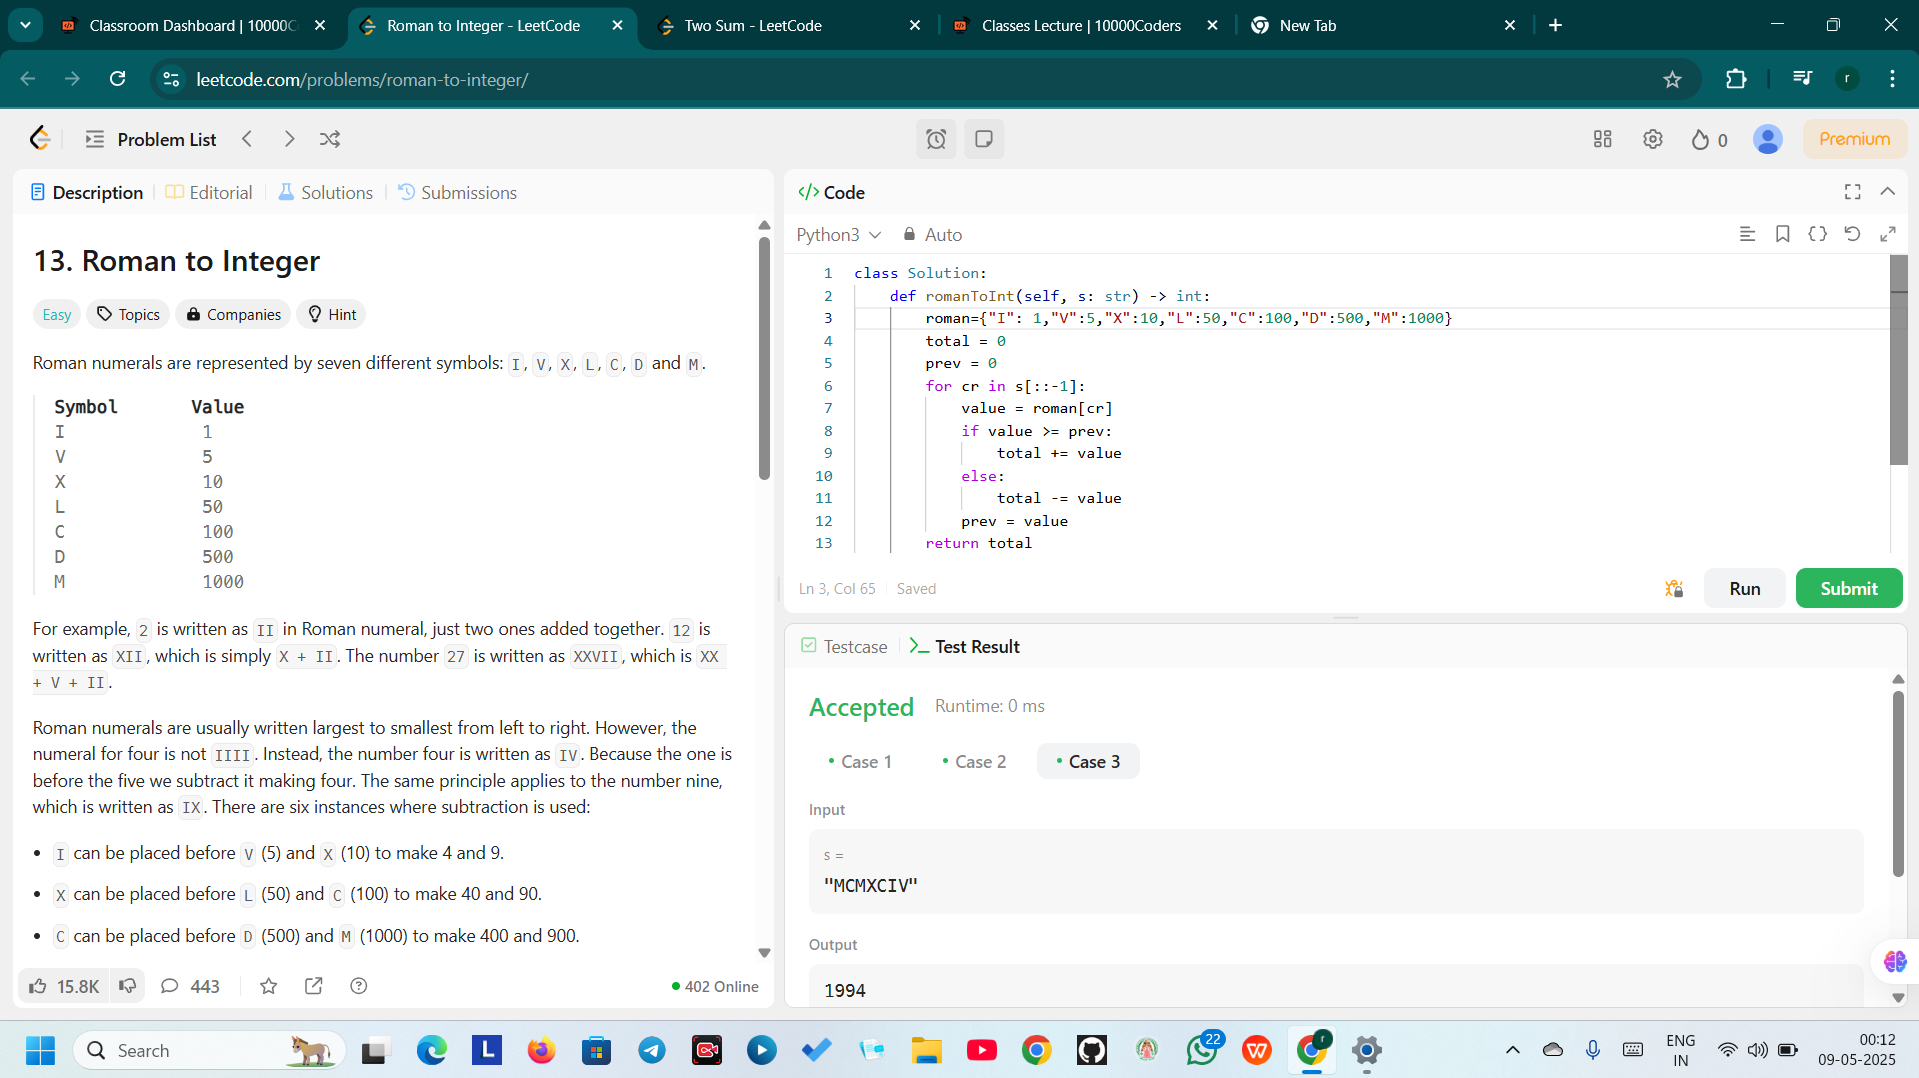 Classroom Dashboard | 10000C
Roman to Integer - LeetCode
Two Sum - LeetCode
Classes Lecture | 10000Coders
New Tab
leetcode.com/problems/roman-to-integer/
r
Problem List
0
Premium
Description
Editorial
Solutions
Submissions
13. Roman to Integer
Easy
Topics
Companies
Hint
Roman numerals are represented by seven different symbols: I, V, X, L, C, D and M.
Symbol Value
I 1
V 5
X 10
L 50
C 100
D 500
M 1000
For example, 2 is written as II in Roman numeral, just two ones added together. 12 is
written as XII, which is simply X + II. The number 27 is written as XXVII, which is XX
+ V + II.
Roman numerals are usually written largest to smallest from left to right. However, the
numeral for four is not IIII. Instead, the number four is written as IV. Because the one is
before the five we subtract it making four. The same principle applies to the number nine,
which is written as IX. There are six instances where subtraction is used:
• I can be placed before V (5) and X (10) to make 4 and 9.
• X can be placed before L (50) and C (100) to make 40 and 90.
• C can be placed before D (500) and M (1000) to make 400 and 900.
15.8K
443
402 Online
</> Code
Python3
Auto
1 class Solution:
2 def romanToInt(self, s: str) -> int:
3 roman={"I": 1,"V":5,"X":10,"L":50,"C":100,"D":500,"M":1000}
4 total = 0
5 prev = 0
6 for cr in s[::-1]:
7 value = roman[cr]
8 if value >= prev:
9 total += value
10 else:
11 total -= value
12 prev = value
13 return total
Ln 3, Col 65
Saved
Run
Submit
Testcase
Test Result
Accepted
Runtime: 0 ms
• Case 1
• Case 2
• Case 3
Input
s =
"MCMXCIV"
Output
1994
Search
L
22
W
r
ENG
IN
00:12
09-05-2025